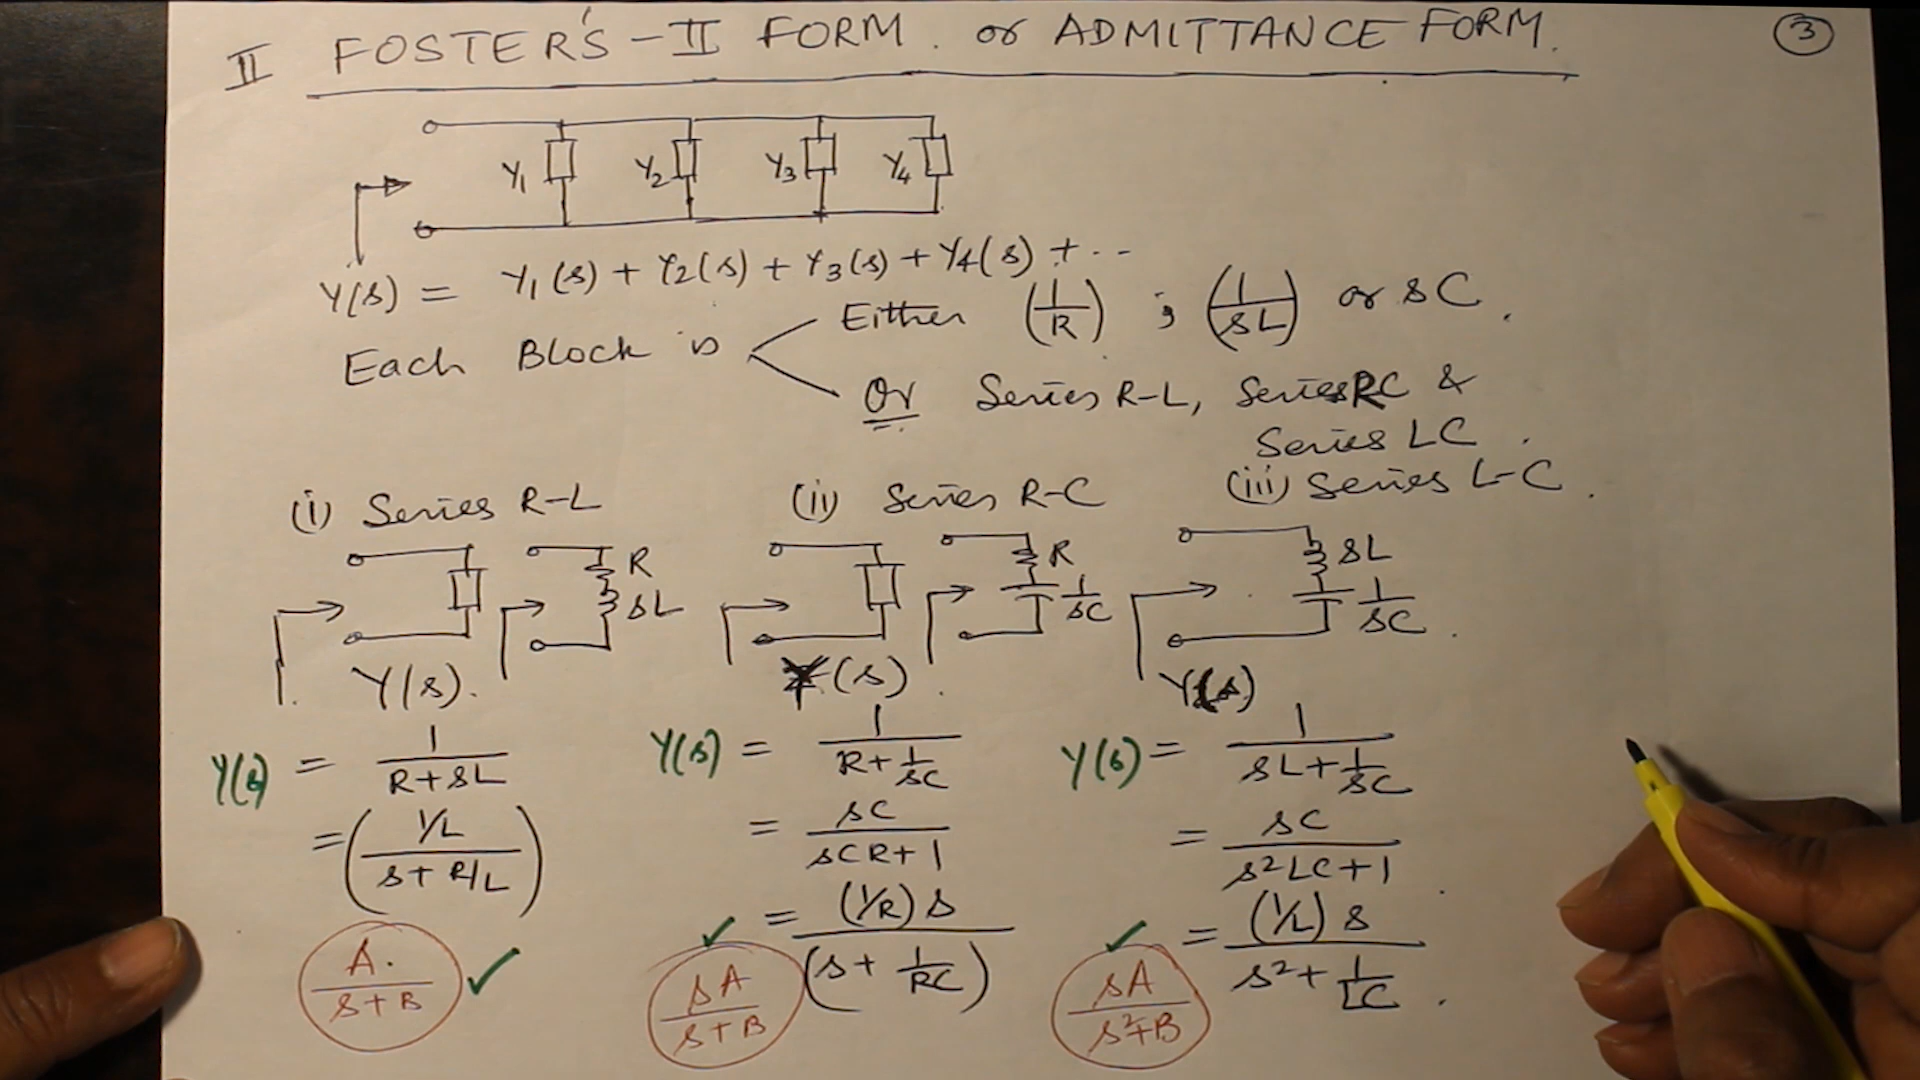 II FOSTER'S - II FORM. or ADMITTANCE FORM.
3
Y1 Y2 Y3 Y4
Y(s) = Y1(s) + Y2(s) + Y3(s) + Y4(s) + ...
Each Block is Either (1/R) ; (1/sL) or sC.
Or Series R-L, Series RC &
Series LC.
(i) Series R-L (ii) Series R-C (iii) Series L-C.
R R sL
sL 1/sC 1/sC.
Y(s). Y(s). Y(s)
Y(s) = 1/(R+sL) Y(s) = 1/(R+1/sC) Y(s) = 1/(sL+1/sC)
= ((1/L)/(s+R/L)) = sC/(sCR+1) = sC/(s²LC+1)
= (1/R)s/(s+1/RC) = (1/L)s/(s²+1/LC).
A./(s+B) ✓ ✓ sA/(s+B) ✓ sA/(s²+B)